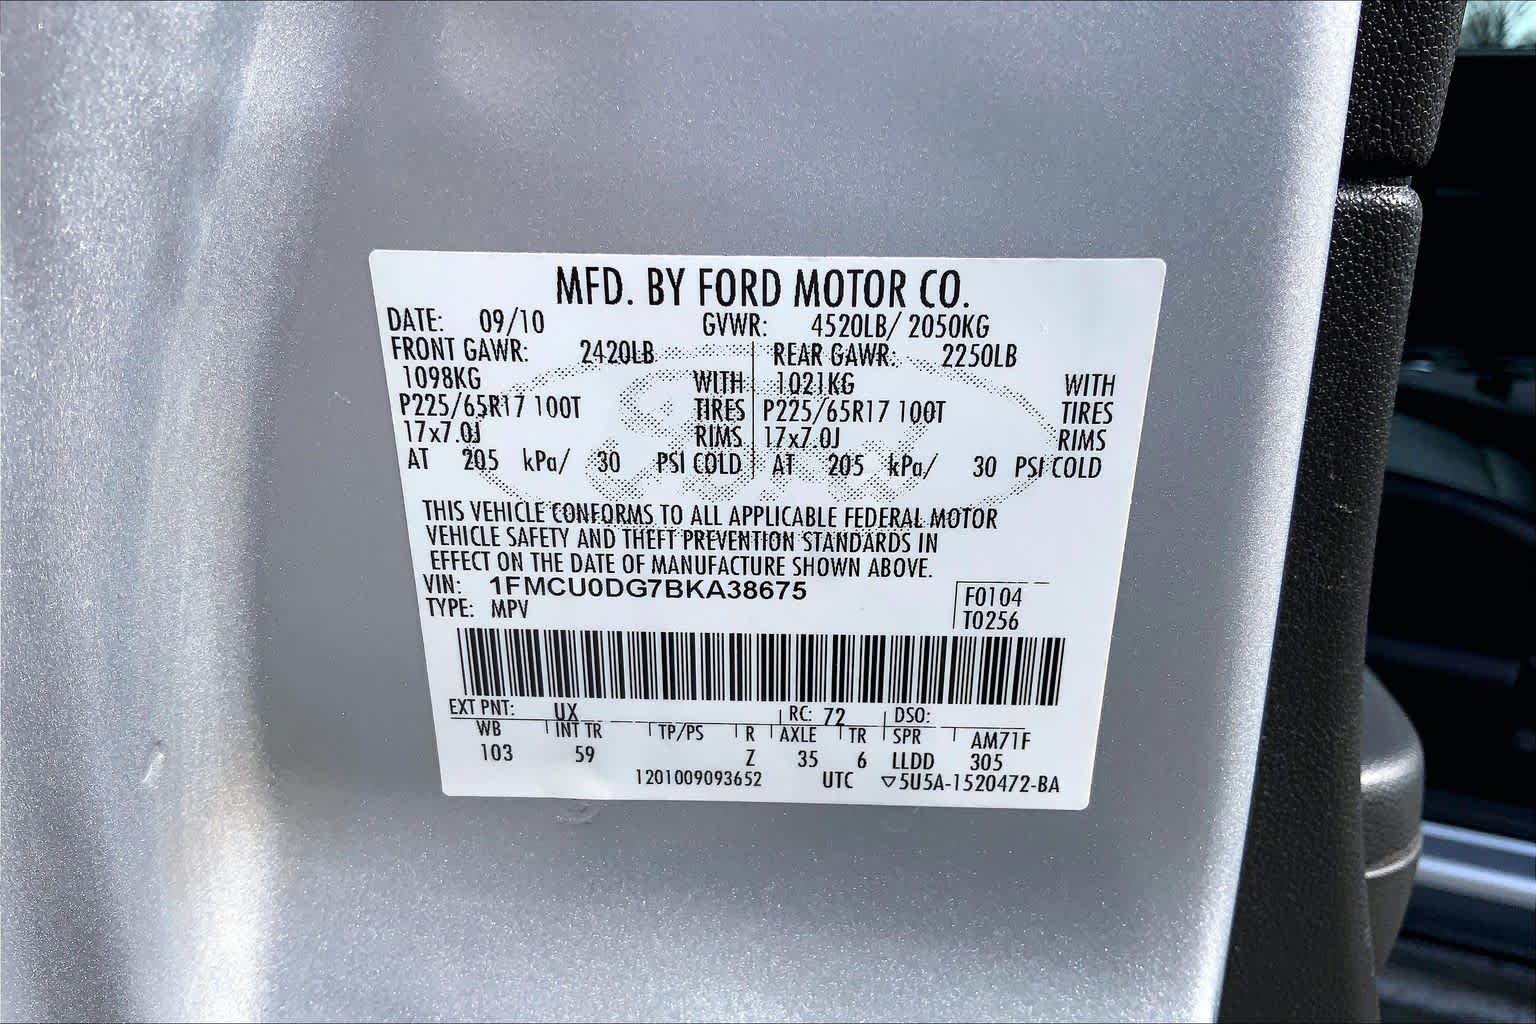 MFD. BY FORD MOTOR CO.
DATE: 09/10 GVWR: 4520LB/ 2050KG
FRONT GAWR: 2420LB REAR GAWR: 2250LB
1098KG WITH 1021KG WITH
P225/65R17 100T TIRES P225/65R17 100T TIRES
17x7.0J RIMS 17x7.0J RIMS
AT 205 kPa/ 30 PSI COLD AT 205 kPa/ 30 PSI COLD
Ford
THIS VEHICLE CONFORMS TO ALL APPLICABLE FEDERAL MOTOR
VEHICLE SAFETY AND THEFT PREVENTION STANDARDS IN
EFFECT ON THE DATE OF MANUFACTURE SHOWN ABOVE.
VIN: 1FMCU0DG7BKA38675
TYPE: MPV
F0104
T0256
EXT PNT: UX RC: 72 DSO:
WB INT TR TP/PS R AXLE TR SPR AM71F
103 59 Z 35 6 LLDD 305
1201009093652 UTC ▽5U5A-1520472-BA